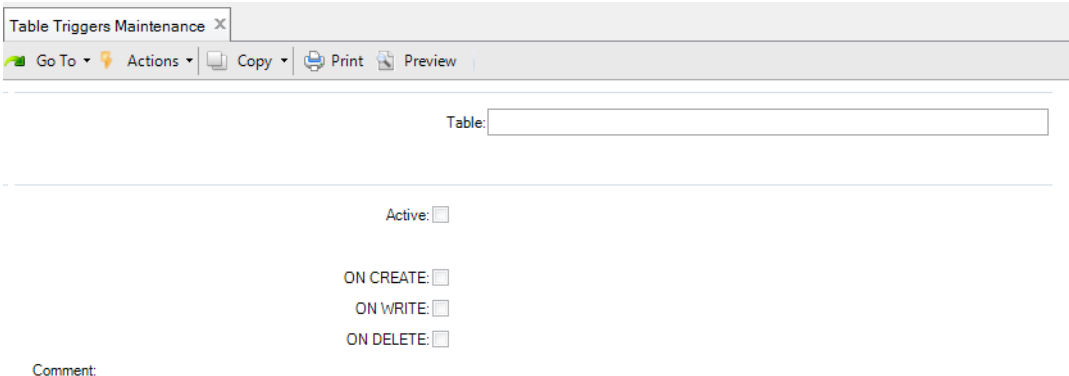 Table Triggers Maintenance X
Go To Actions Copy Print Preview
Table:
Active:
ON CREATE:
ON WRITE:
ON DELETE:
Comment: